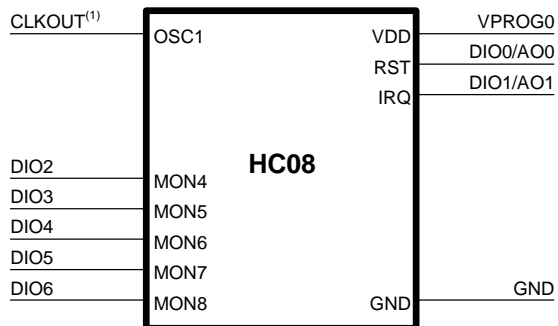 CLKOUT(1) VPROG0
OSC1 VDD
DIO0/AO0
RST
DIO1/AO1
IRQ
HC08
DIO2
MON4
DIO3
MON5
DIO4
MON6
DIO5
MON7
DIO6 GND
MON8 GND